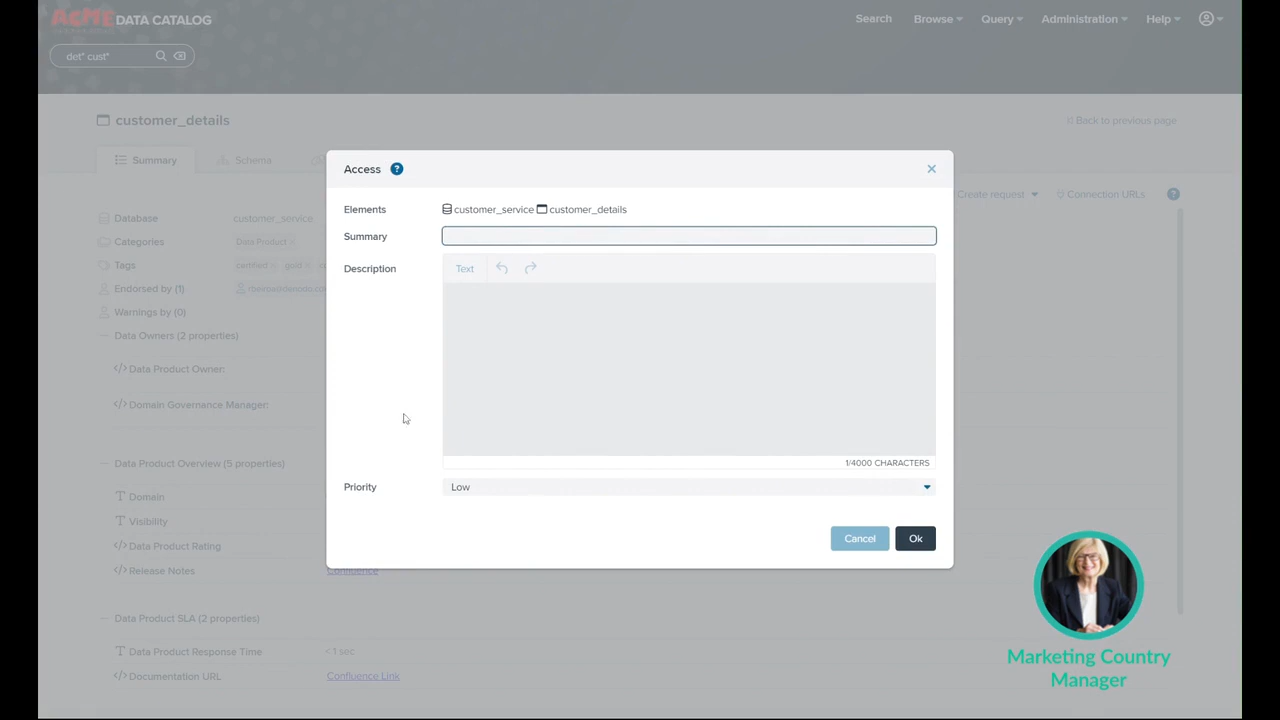 ACME DATA CATALOG
Search Browse Query Administration Help
det* cust*
customer_details
Back to previous page
Summary Schema
Access ?
Create request Connection URLs ?
Elements customer_service customer_details
Summary
Description Text
1/4000 CHARACTERS
Priority Low
Cancel Ok
Database customer_service
Categories Data Product
Tags certified gold
Endorsed by (1)
Warnings by (0)
Data Owners (2 properties)
Data Product Owner:
Domain Governance Manager:
Data Product Overview (5 properties)
Domain
Visibility
Data Product Rating
Release Notes Confluence
Data Product SLA (2 properties)
Data Product Response Time <1 sec
Documentation URL Confluence Link
Marketing Country
Manager